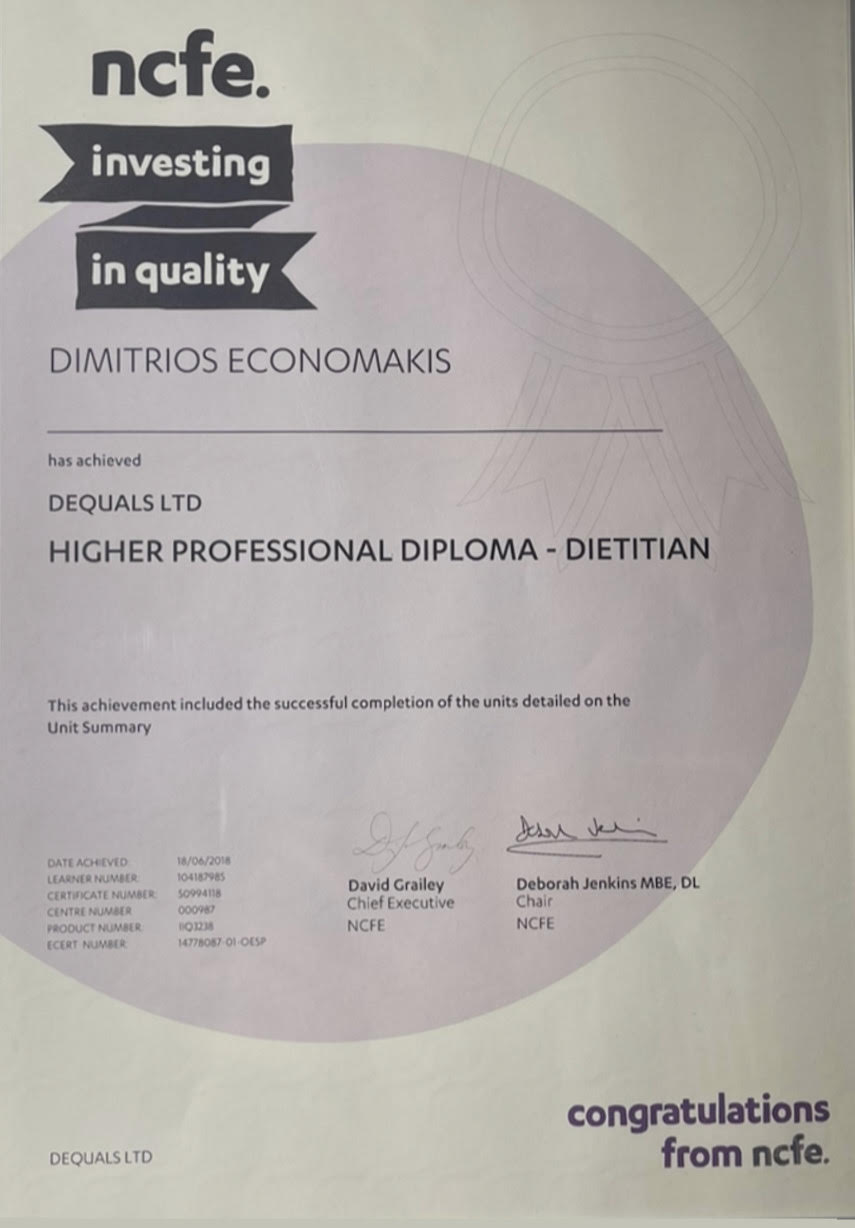 ncfe.
investing
in quality
DIMITRIOS ECONOMAKIS
has achieved
DEQUALS LTD
HIGHER PROFESSIONAL DIPLOMA - DIETITIAN
This achievement included the successful completion of the units detailed on the
Unit Summary
DATE ACHIEVED: 18/06/2018
LEARNER NUMBER: 104187985
CERTIFICATE NUMBER: 50994118
CENTRE NUMBER 000987
PRODUCT NUMBER: IIQ3238
ECERT NUMBER: 14778087-01-OESP
David Grailey
Chief Executive
NCFE
Deborah Jenkins MBE, DL
Chair
NCFE
congratulations
from ncfe.
DEQUALS LTD